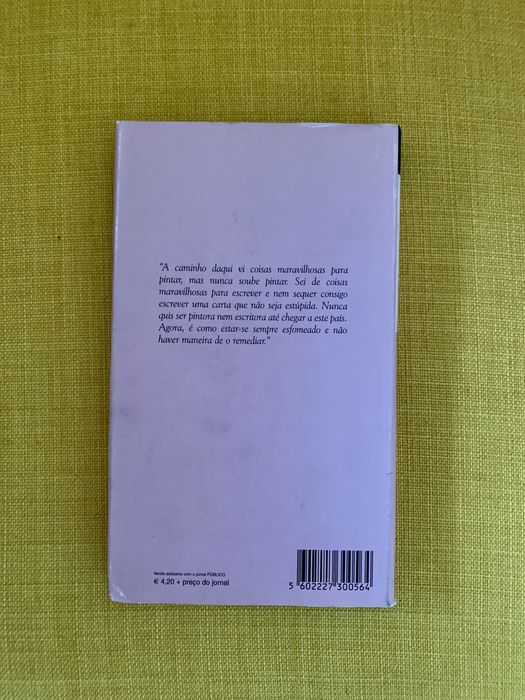 "A caminho daqui vi coisas maravilhosas para
pintar, mas nunca soube pintar. Sei de coisas
maravilhosas para escrever e nem sequer consigo
escrever uma carta que não seja estúpida. Nunca
quis ser pintora nem escritora até chegar a este país.
Agora, é como estar-se sempre esfomeado e não
haver maneira de o remediar."
Venda exclusiva com o jornal PÚBLICO.
€ 4,20 + preço do jornal
5 602227 300564